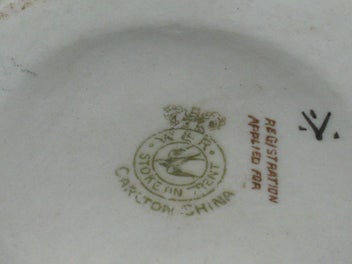 W & R
STOKE ON TRENT
CARLTON CHINA
REGISTRATION
APPLIED FOR